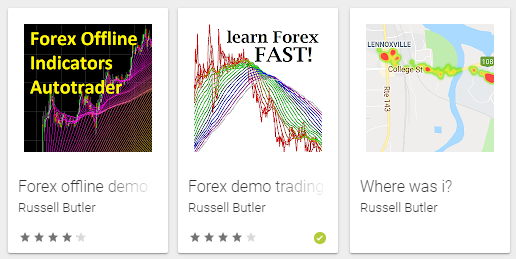 Forex Offline
Indicators
Autotrader
Forex offline demo
Russell Butler
learn Forex
FAST!
Forex demo trading
Russell Butler
LENNOXVILLE
College St
Rte 143
108
Where was i?
Russell Butler